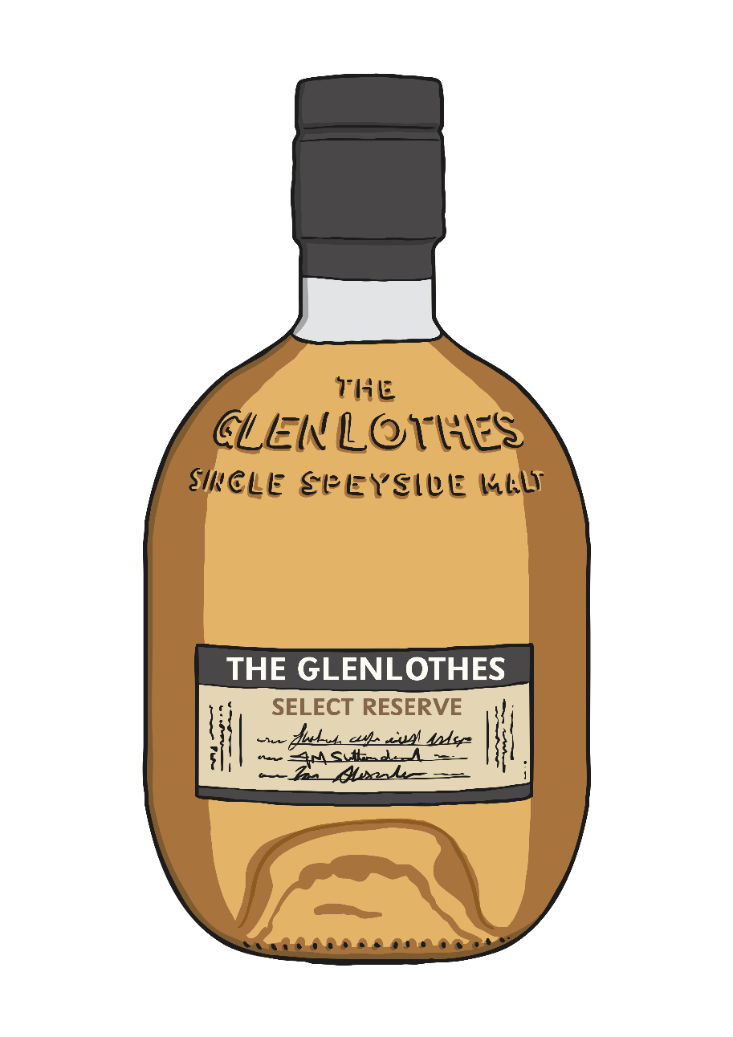 THE
GLENLOTHES
SINGLE SPEYSIDE MALT
THE GLENLOTHES
SELECT RESERVE